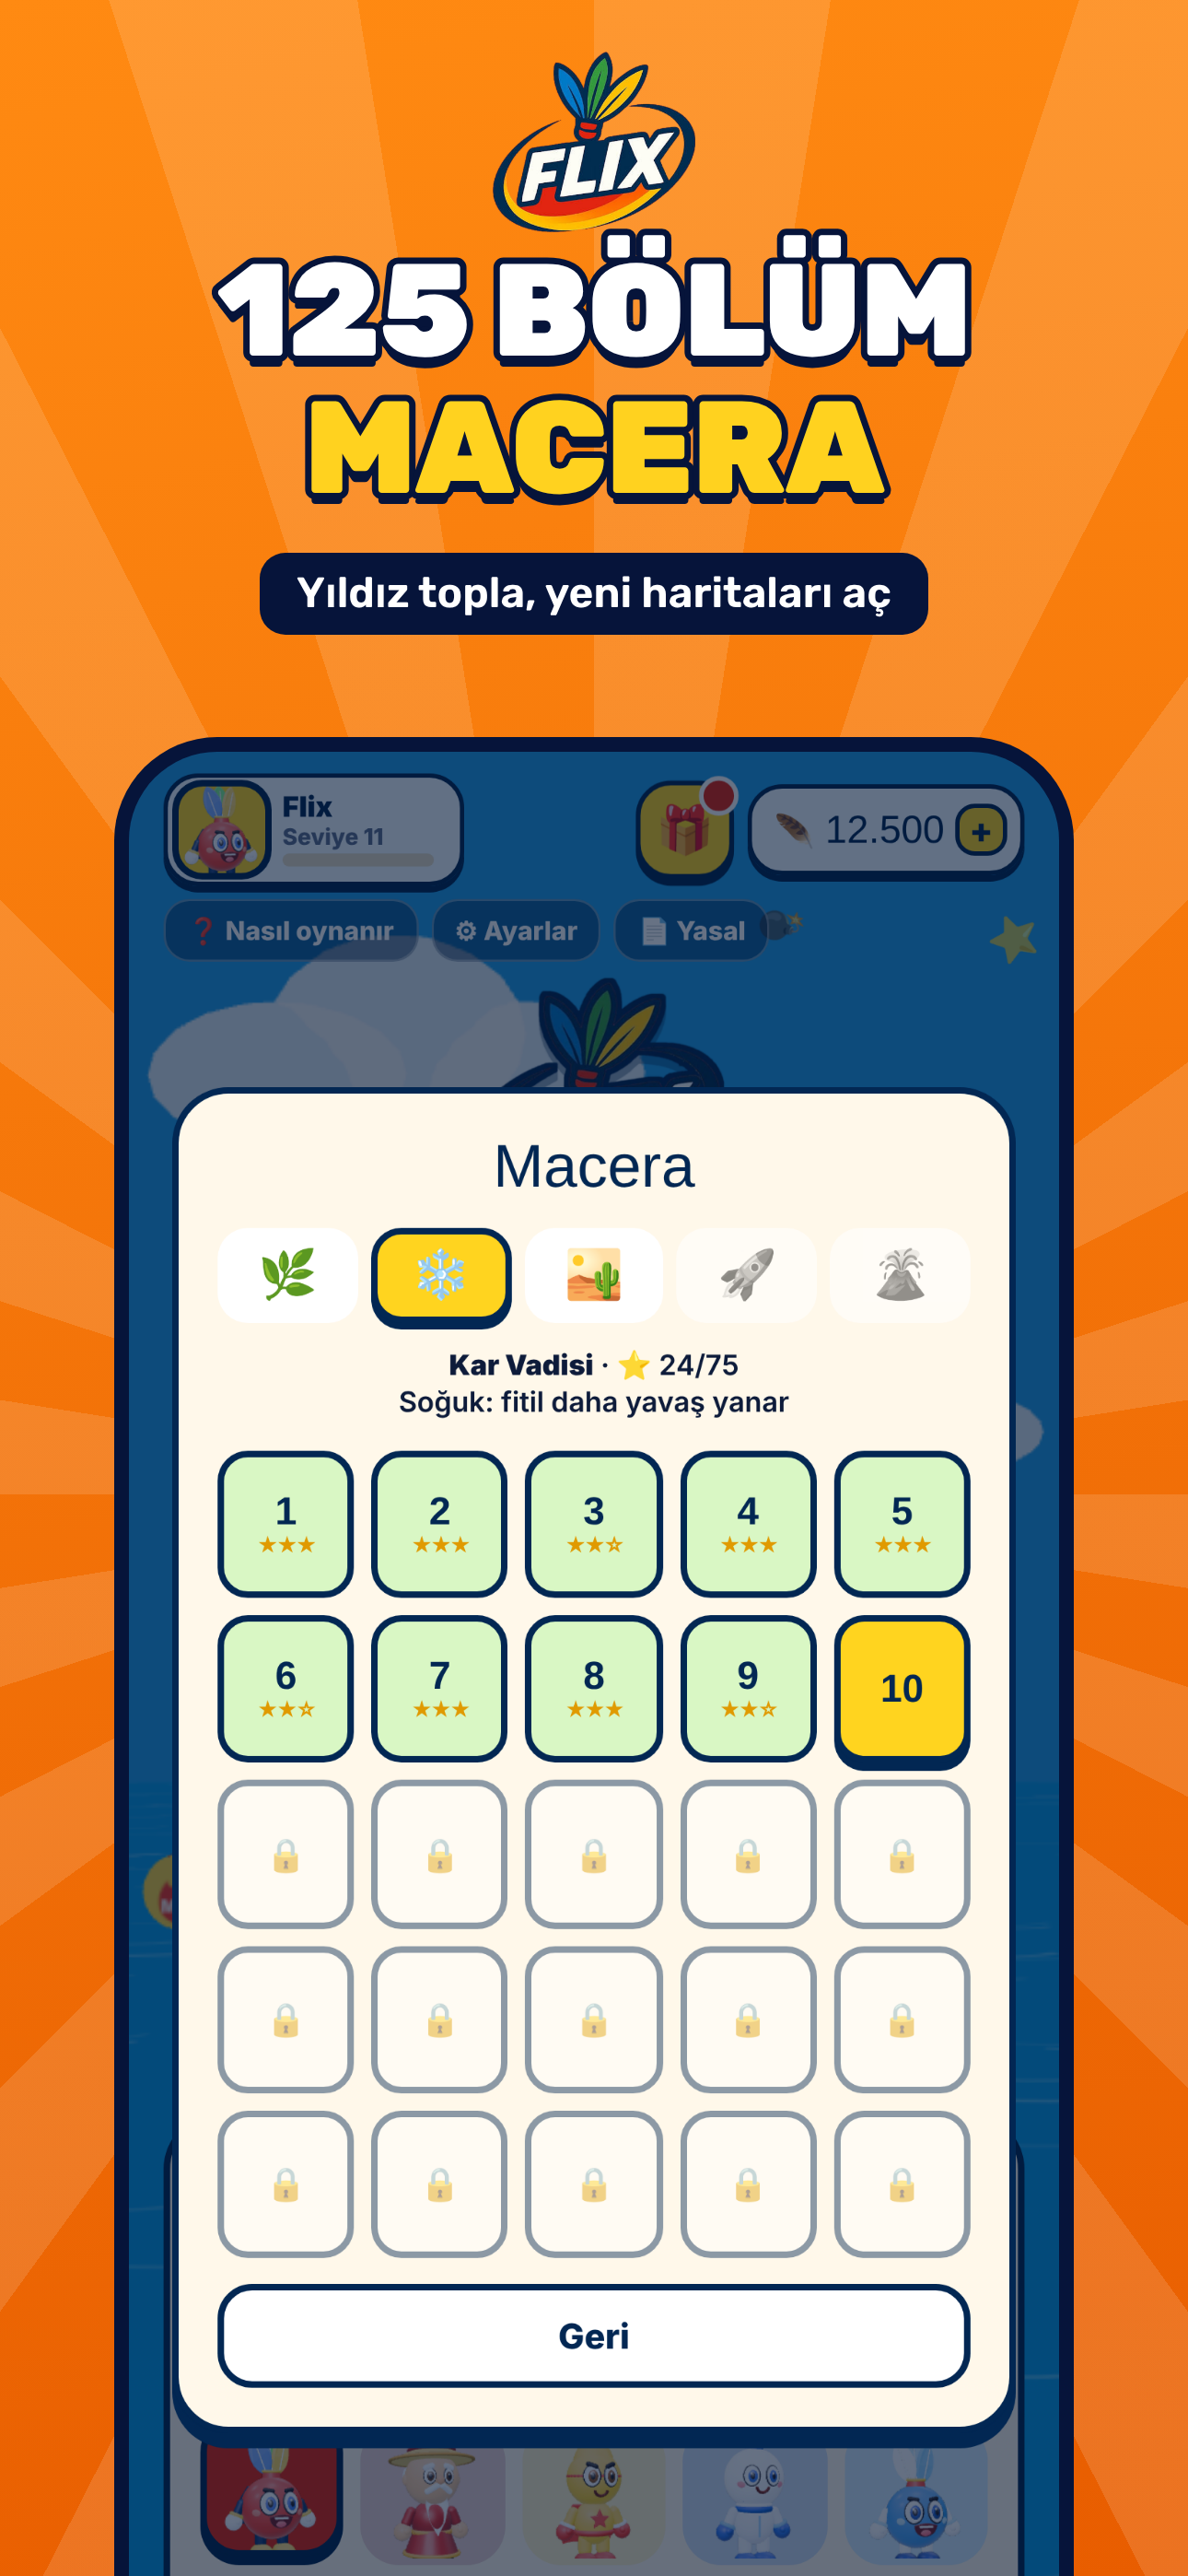 FLIX
125 BÖLÜM
MACERA
Yıldız topla, yeni haritaları aç
Flix
Seviye 11
12.500 +
❓ Nasıl oynanır ⚙ Ayarlar 📄 Yasal
Macera
Kar Vadisi · ⭐ 24/75
Soğuk: fitil daha yavaş yanar
1 2 3 4 5
★★★ ★★★ ★★☆ ★★★ ★★★
6 7 8 9 10
★★☆ ★★★ ★★★ ★★☆
Geri